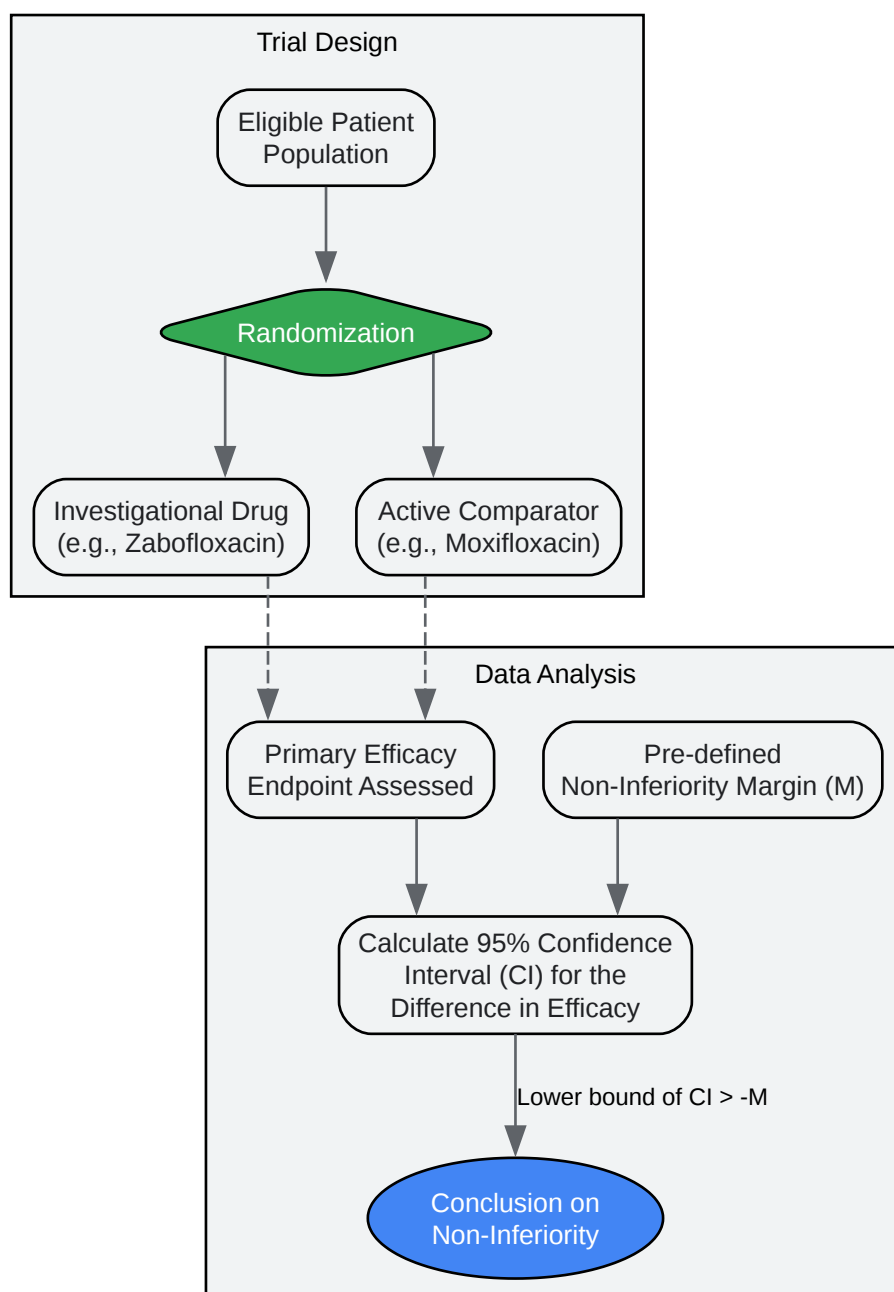 Trial Design
Eligible Patient
Population
Randomization
Investigational Drug
(e.g., Zabofloxacin)
Active Comparator
(e.g., Moxifloxacin)
Data Analysis
Primary Efficacy
Endpoint Assessed
Pre-defined
Non-Inferiority Margin (M)
Calculate 95% Confidence
Interval (CI) for the
Difference in Efficacy
Lower bound of CI > -M
Conclusion on
Non-Inferiority